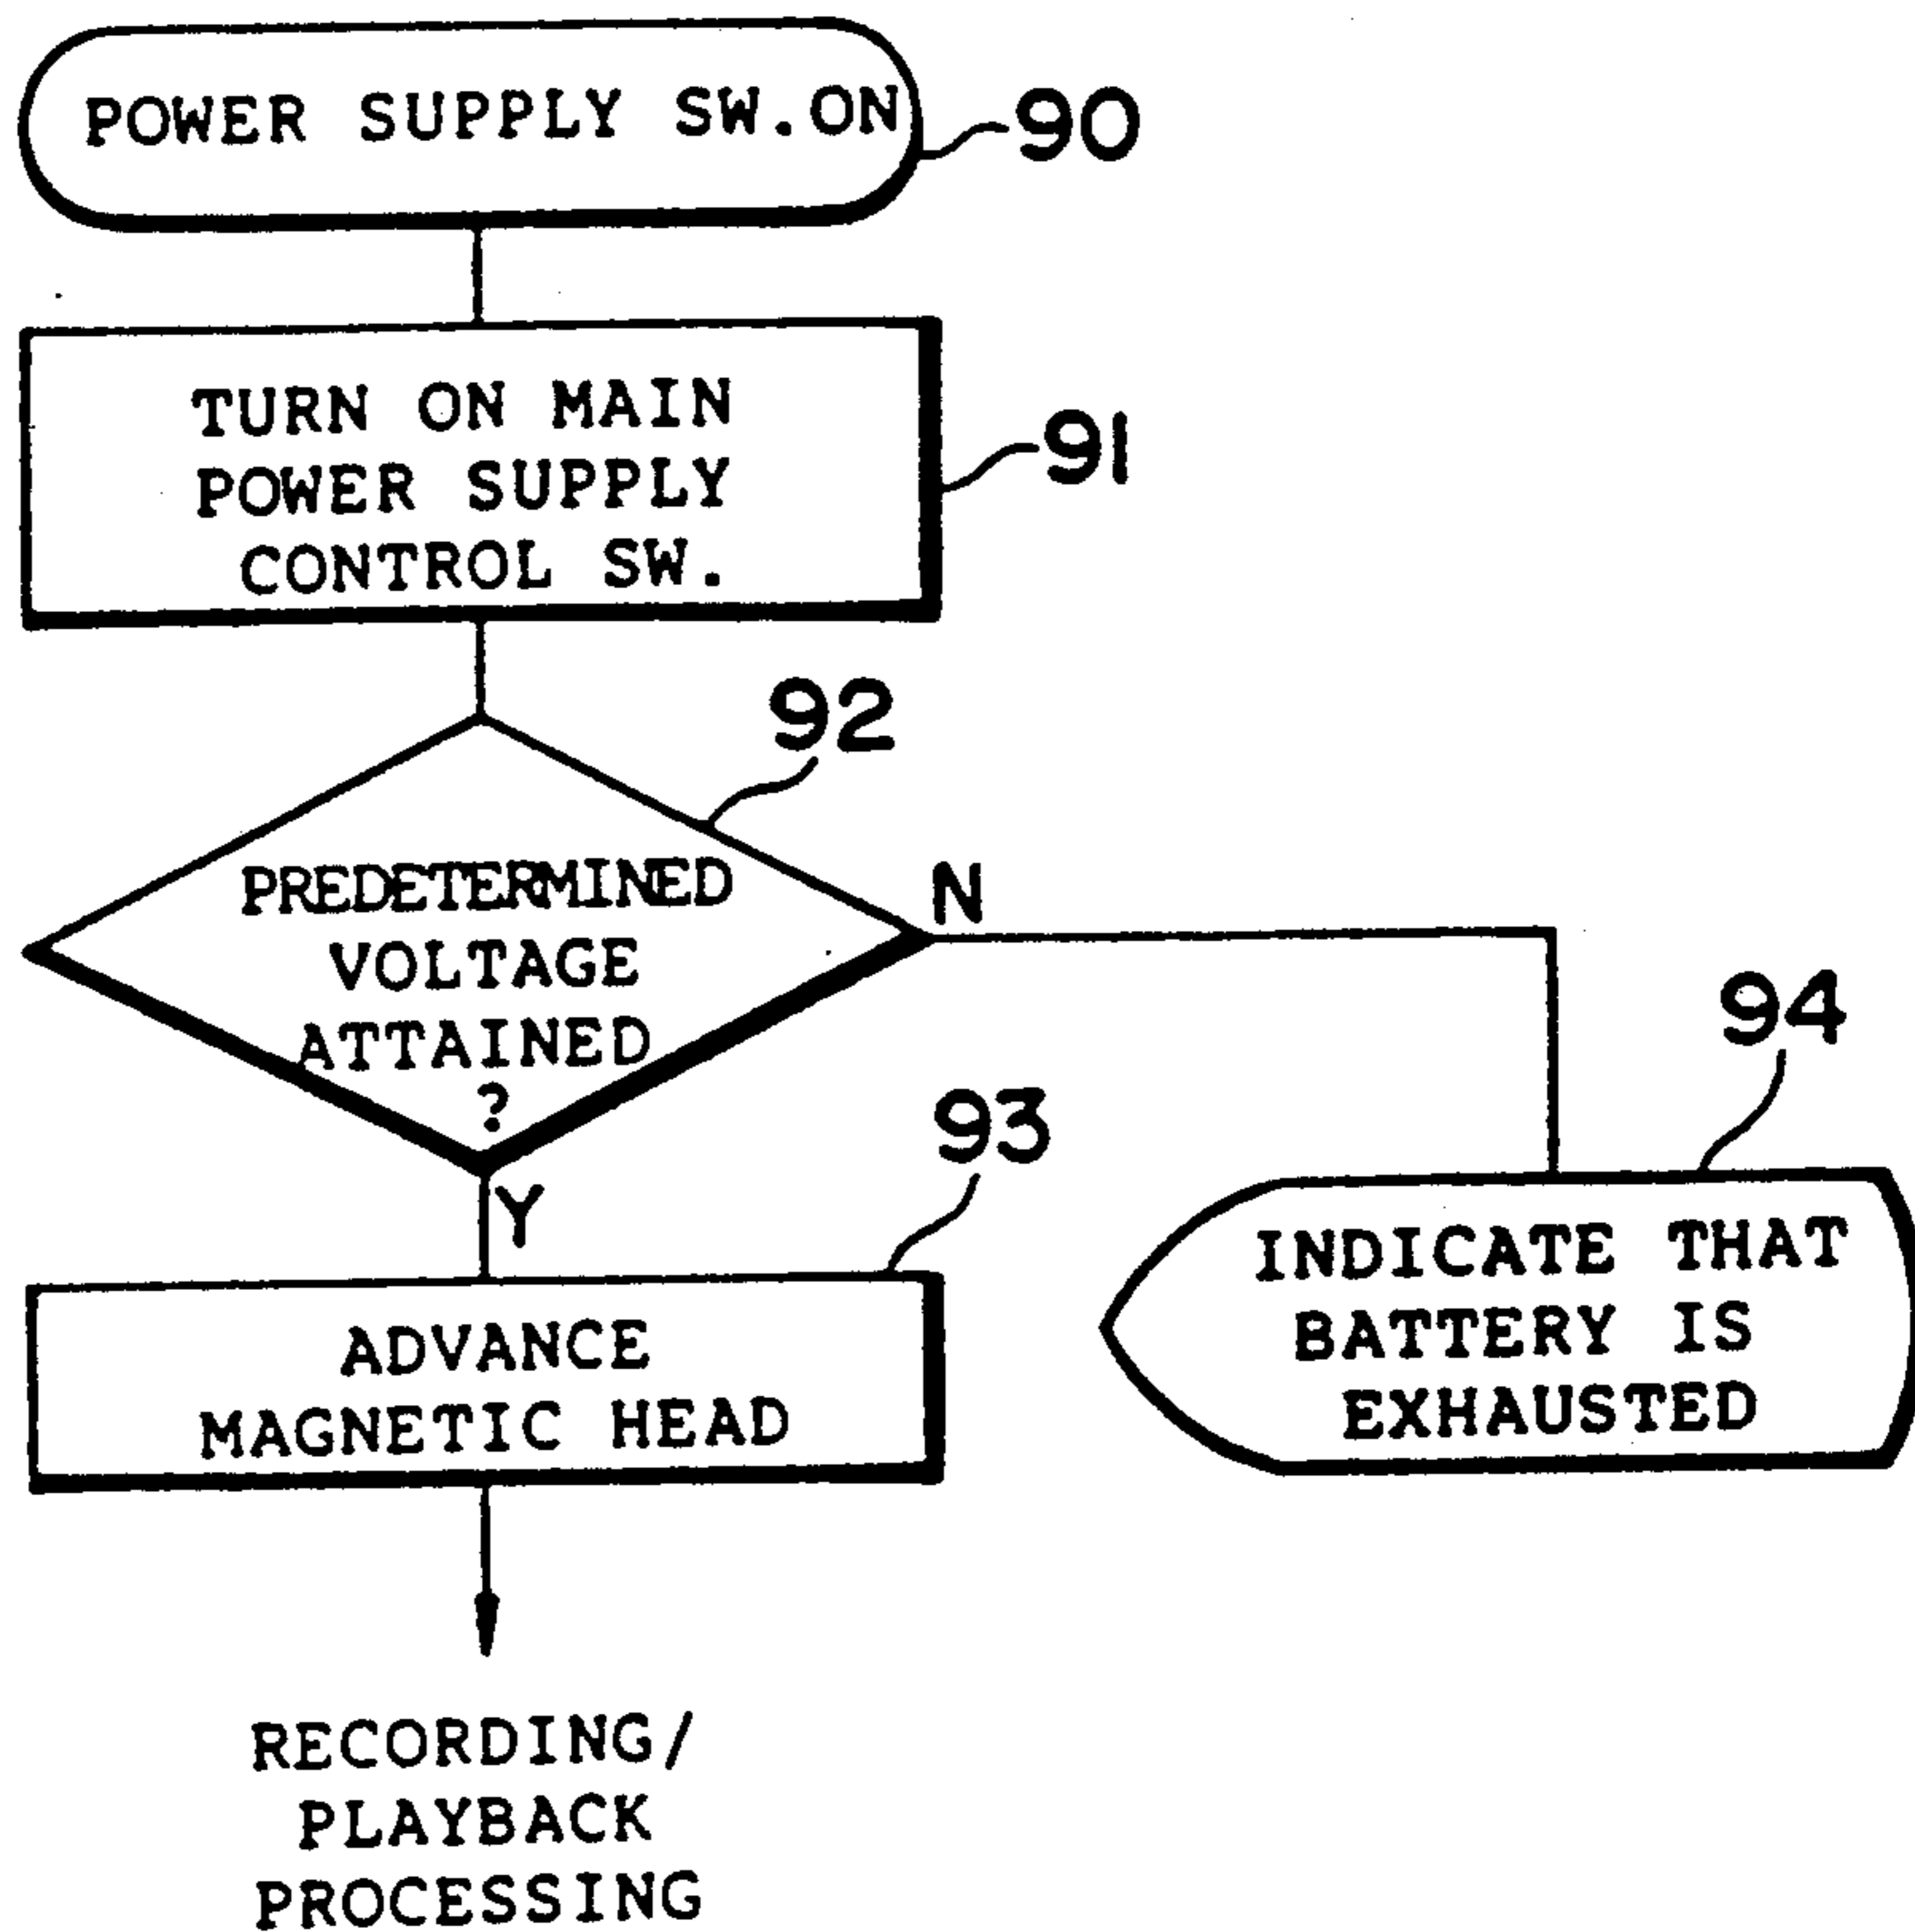 POWER SUPPLY SW.ON
90
TURN ON MAIN
POWER SUPPLY
CONTROL SW.
91
92
PREDETERMINED
VOLTAGE
ATTAINED
?
N
Y
93
ADVANCE
MAGNETIC HEAD
94
INDICATE THAT
BATTERY IS
EXHAUSTED
RECORDING/
PLAYBACK
PROCESSING